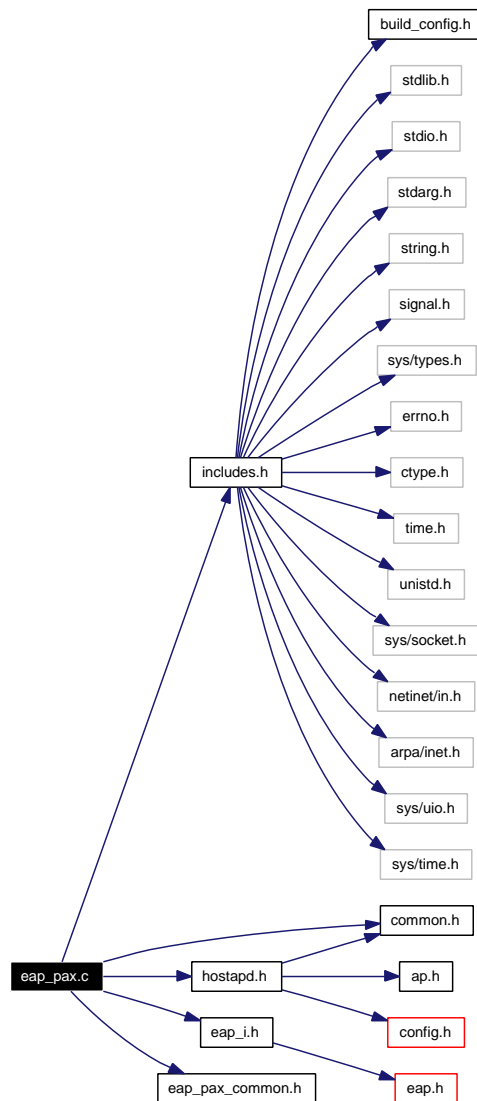 build_config.h
stdlib.h
stdio.h
stdarg.h
string.h
signal.h
sys/types.h
errno.h
includes.h
ctype.h
time.h
unistd.h
sys/socket.h
netinet/in.h
arpa/inet.h
sys/uio.h
sys/time.h
common.h
eap_pax.c
hostapd.h
ap.h
eap_i.h
config.h
eap_pax_common.h
eap.h